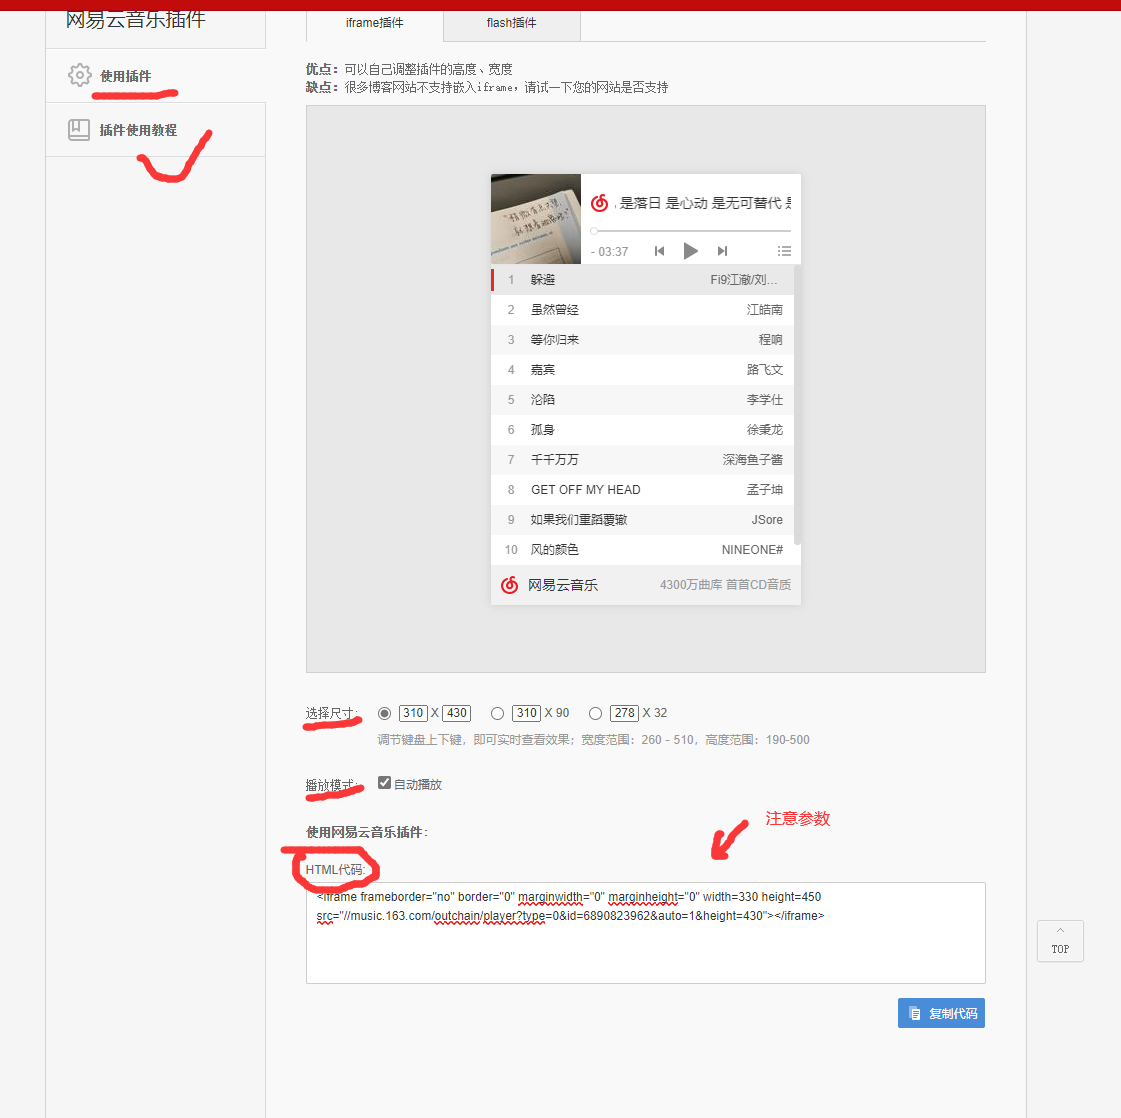 网易云音乐插件
iframe插件
flash插件
使用插件
插件使用教程
优点：可以自己调整插件的高度、宽度
缺点：很多博客网站不支持嵌入iframe，请试一下您的网站是否支持
是落日 是心动 是无可替代 是
- 03:37
1 躲避 Fi9江澈/刘...
2 虽然曾经 江皓南
3 等你归来 程响
4 嘉宾 路飞文
5 沦陷 李学仕
6 孤身 徐秉龙
7 千千万万 深海鱼子酱
8 GET OFF MY HEAD 孟子坤
9 如果我们重蹈覆辙 JSore
10 风的颜色 NINEONE#
网易云音乐 4300万曲库 首首CD音质
选择尺寸： 310 X 430 310 X 90 278 X 32
调节键盘上下键，即可实时查看效果；宽度范围：260 - 510，高度范围：190-500
播放模式： 自动播放
注意参数
使用网易云音乐插件：
HTML代码:
<iframe frameborder="no" border="0" marginwidth="0" marginheight="0" width=330 height=450
src="//music.163.com/outchain/player?type=0&id=6890823962&auto=1&height=430"></iframe>
TOP
复制代码